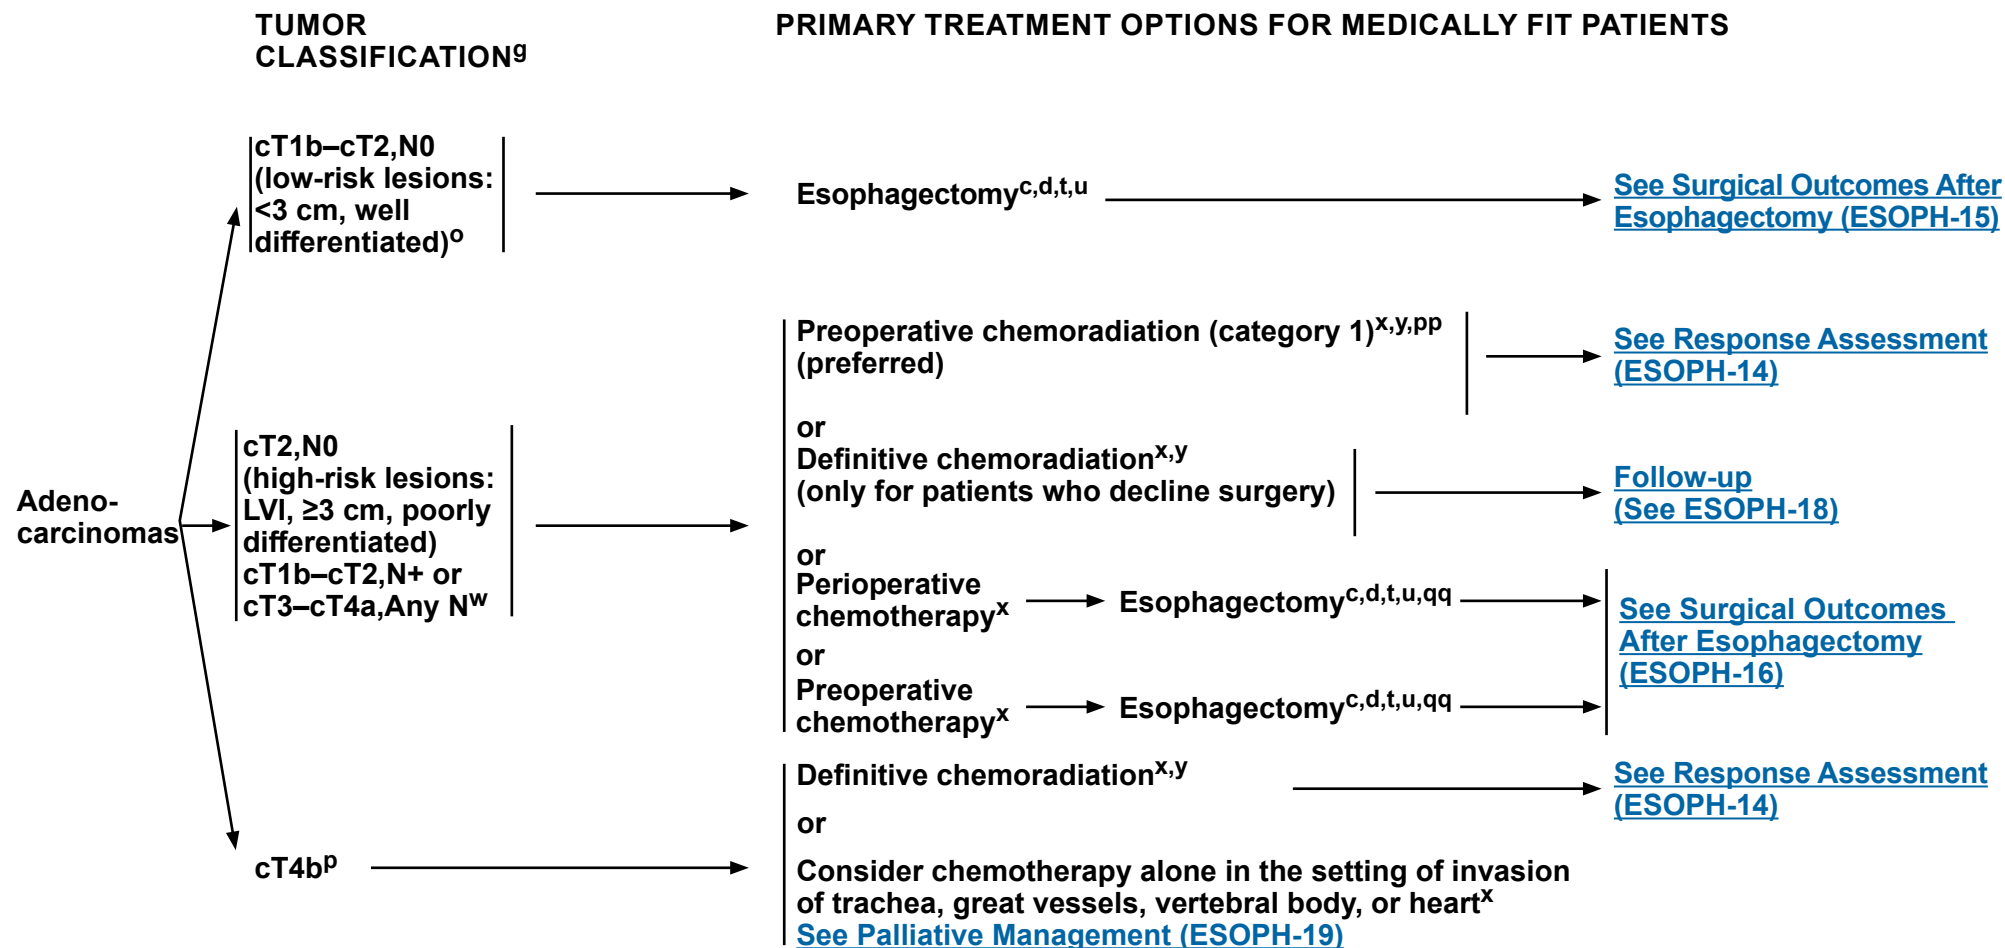 TUMOR
CLASSIFICATIONg
PRIMARY TREATMENT OPTIONS FOR MEDICALLY FIT PATIENTS
Adeno-
carcinomas
cT1b–cT2,N0
(low-risk lesions:
<3 cm, well
differentiated)o
Esophagectomyc,d,t,u
See Surgical Outcomes After
Esophagectomy (ESOPH-15)
cT2,N0
(high-risk lesions:
LVI, ≥3 cm, poorly
differentiated)
cT1b–cT2,N+ or
cT3–cT4a,Any Nw
Preoperative chemoradiation (category 1)x,y,pp
(preferred)
See Response Assessment
(ESOPH-14)
or
Definitive chemoradiationx,y
(only for patients who decline surgery)
Follow-up
(See ESOPH-18)
or
Perioperative
chemotherapyx
Esophagectomyc,d,t,u,qq
or
Preoperative
chemotherapyx
Esophagectomyc,d,t,u,qq
See Surgical Outcomes
After Esophagectomy
(ESOPH-16)
cT4bp
Definitive chemoradiationx,y
See Response Assessment
(ESOPH-14)
or
Consider chemotherapy alone in the setting of invasion
of trachea, great vessels, vertebral body, or heartx
See Palliative Management (ESOPH-19)